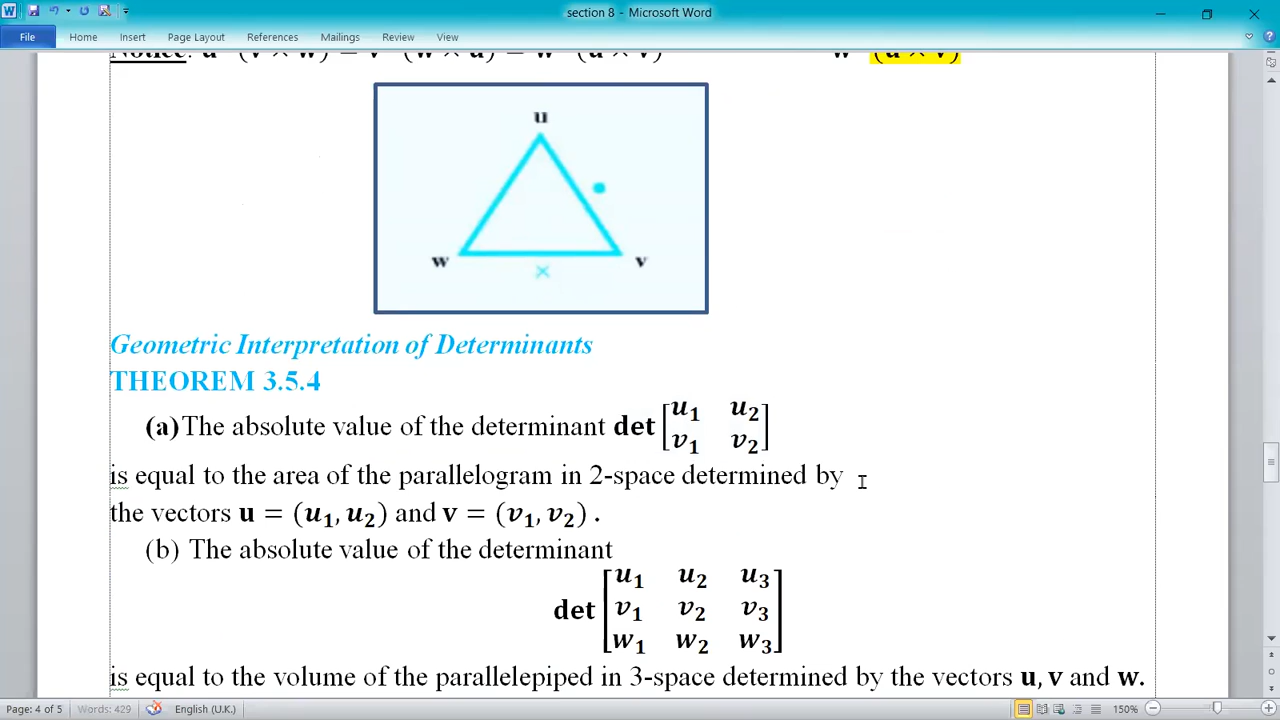 section 8 - Microsoft Word
File Home Insert Page Layout References Mailings Review View
Notice: u · (v × w) = v · (w × u) = w · (u × v) w · (u × v)
u
w v
×
Geometric Interpretation of Determinants
THEOREM 3.5.4
(a)The absolute value of the determinant det [u₁ u₂
v₁ v₂]
is equal to the area of the parallelogram in 2-space determined by
the vectors u = (u₁, u₂) and v = (v₁, v₂) .
(b) The absolute value of the determinant
[u₁ u₂ u₃
det v₁ v₂ v₃
w₁ w₂ w₃]
is equal to the volume of the parallelepiped in 3-space determined by the vectors u, v and w.
Page: 4 of 5 Words: 429 English (U.K.) 150%